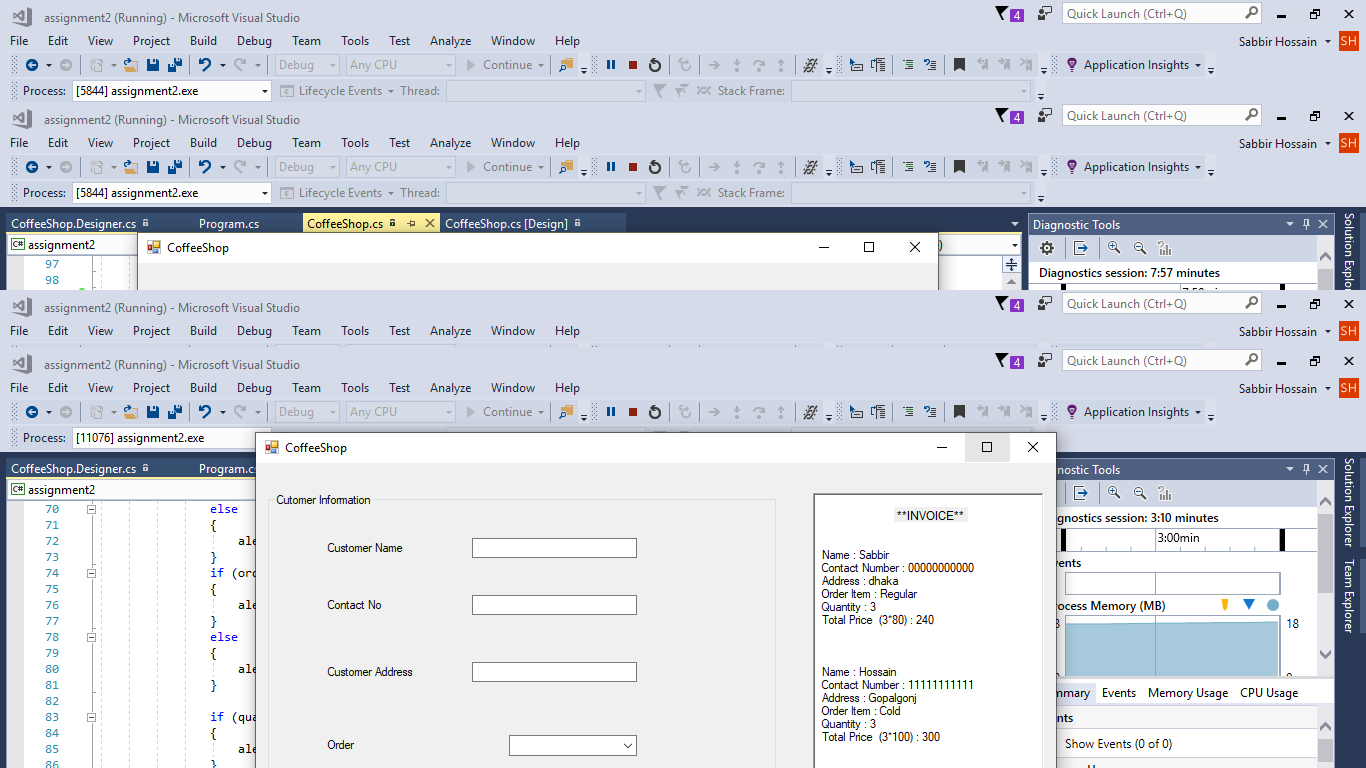 assignment2 (Running) - Microsoft Visual Studio 4 Quick Launch (Ctrl+Q)
File Edit View Project Build Debug Team Tools Test Analyze Window Help Sabbir Hossain SH
Debug Any CPU Continue Application Insights
Process: [5844] assignment2.exe Lifecycle Events Thread: Stack Frame:
assignment2 (Running) - Microsoft Visual Studio 4 Quick Launch (Ctrl+Q)
File Edit View Project Build Debug Team Tools Test Analyze Window Help Sabbir Hossain SH
Debug Any CPU Continue Application Insights
Process: [5844] assignment2.exe Lifecycle Events Thread: Stack Frame:
CoffeeShop.Designer.cs Program.cs CoffeeShop.cs CoffeeShop.cs [Design] Diagnostic Tools
C# assignment2 CoffeeShop
97
98
Diagnostics session: 7:57 minutes
assignment2 (Running) - Microsoft Visual Studio 4 Quick Launch (Ctrl+Q)
File Edit View Project Build Debug Team Tools Test Analyze Window Help Sabbir Hossain SH
assignment2 (Running) - Microsoft Visual Studio 4 Quick Launch (Ctrl+Q)
File Edit View Project Build Debug Team Tools Test Analyze Window Help Sabbir Hossain SH
Debug Any CPU Continue Application Insights
Process: [11076] assignment2.exe
CoffeeShop
CoffeeShop.Designer.cs Program.c
C# assignment2
70 else
71 {
72 ale
73 }
74 if (ord
75 {
76 ale
77 }
78 else
79 {
80 ale
81 }
82
83 if (qua
84 {
85 ale
86 }
Cutomer Information
Customer Name
Contact No
Customer Address
Order
**INVOICE**
Name : Sabbir
Contact Number : 00000000000
Address : dhaka
Order Item : Regular
Quantity : 3
Total Price (3*80) : 240
Name : Hossain
Contact Number : 11111111111
Address : Gopalgonj
Order Item : Cold
Quantity : 3
Total Price (3*100) : 300
nostic Tools
gnostics session: 3:10 minutes
3:00min
vents
rocess Memory (MB)
18
mmary Events Memory Usage CPU Usage
nts
Show Events (0 of 0)
Solution Explorer
Team Explorer